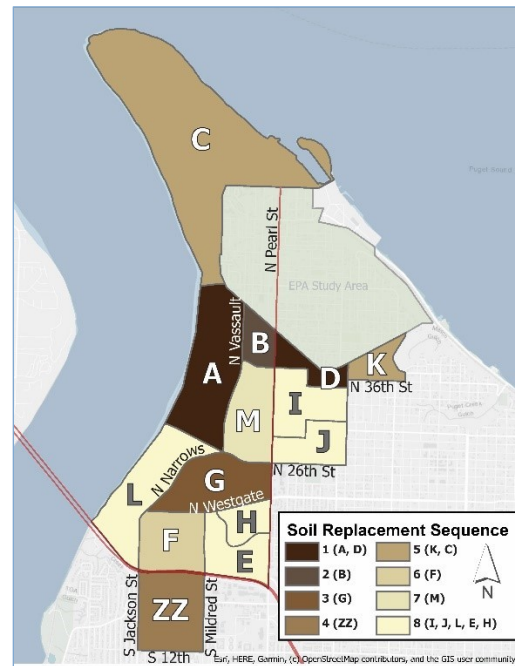 C
Puget Sound
N Pearl St
EPA Study Area
N Vassault
B
K
A
D
N 36th St
I
M
J
N Narrows
N 26th St
G
L
N Westgate
H
F
E
S Jackson St
ZZ
S Mildred St
S 12th
Soil Replacement Sequence
1 (A, D)
2 (B)
3 (G)
4 (ZZ)
5 (K, C)
6 (F)
7 (M)
8 (I, J, L, E, H)
N
Esri, HERE, Garmin, (c) OpenStreetMap contributors, and the GIS user community